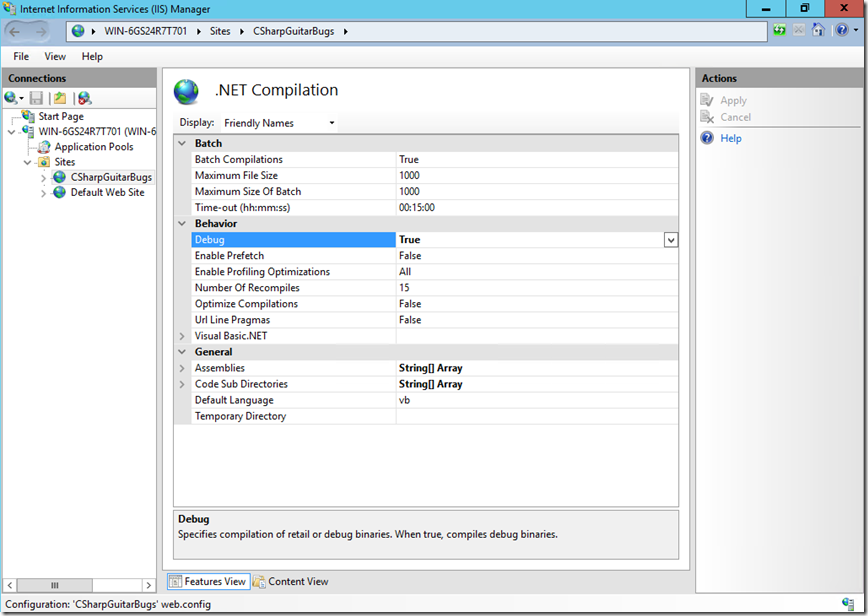 Internet Information Services (IIS) Manager
WIN-6GS24R7T701 Sites CSharpGuitarBugs
File View Help
Connections
Start Page
WIN-6GS24R7T701 (WIN-6
Application Pools
Sites
CSharpGuitarBugs
Default Web Site
.NET Compilation
Display: Friendly Names
Batch
Batch Compilations True
Maximum File Size 1000
Maximum Size Of Batch 1000
Time-out (hh:mm:ss) 00:15:00
Behavior
Debug True
Enable Prefetch False
Enable Profiling Optimizations All
Number Of Recompiles 15
Optimize Compilations False
Url Line Pragmas False
Visual Basic.NET
General
Assemblies String[] Array
Code Sub Directories String[] Array
Default Language vb
Temporary Directory
Debug
Specifies compilation of retail or debug binaries. When true, compiles debug binaries.
Features View Content View
Actions
Apply
Cancel
Help
Configuration: 'CSharpGuitarBugs' web.config